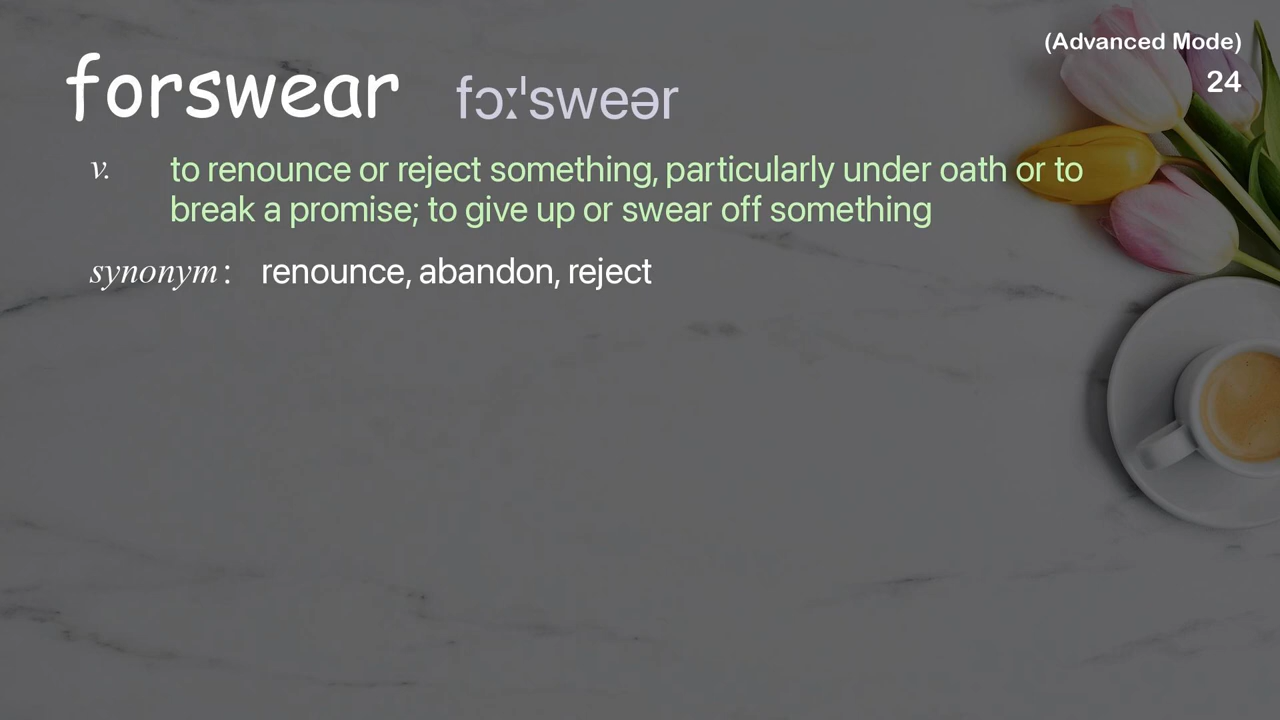 (Advanced Mode)
24
forswear fɔːˈsweər
v. to renounce or reject something, particularly under oath or to
break a promise; to give up or swear off something
synonym: renounce, abandon, reject